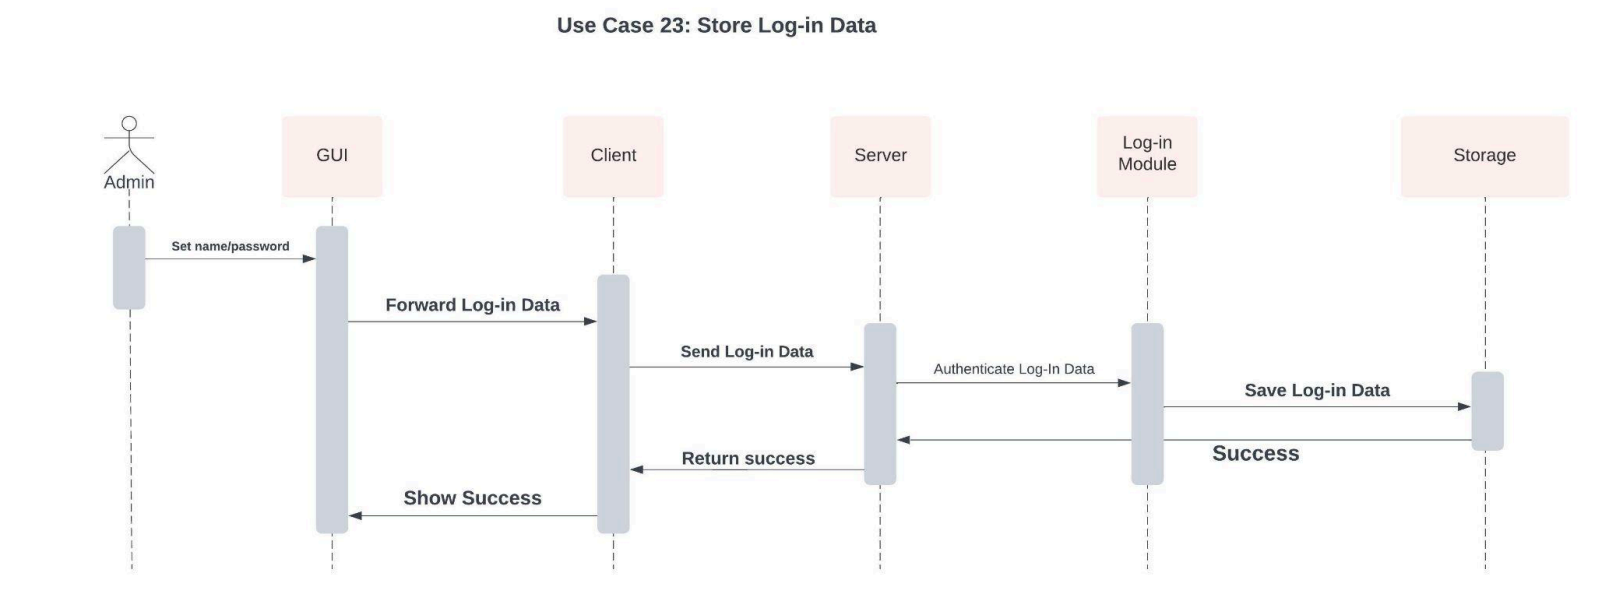 Use Case 23: Store Log-in Data
Admin
GUI
Client
Server
Log-in
Module
Storage
Set name/password
Forward Log-in Data
Send Log-in Data
Authenticate Log-In Data
Save Log-in Data
Success
Return success
Show Success